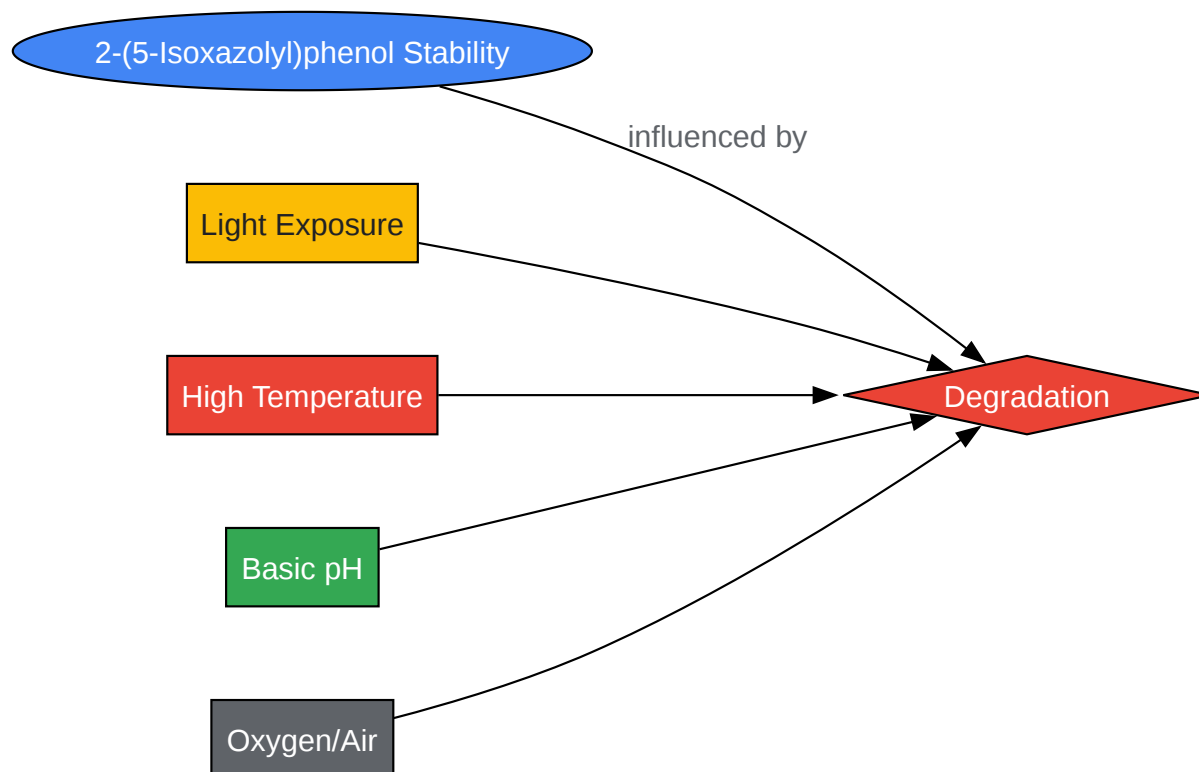 2-(5-Isoxazolyl)phenol Stability
influenced by
Light Exposure
High Temperature
Degradation
Basic pH
Oxygen/Air